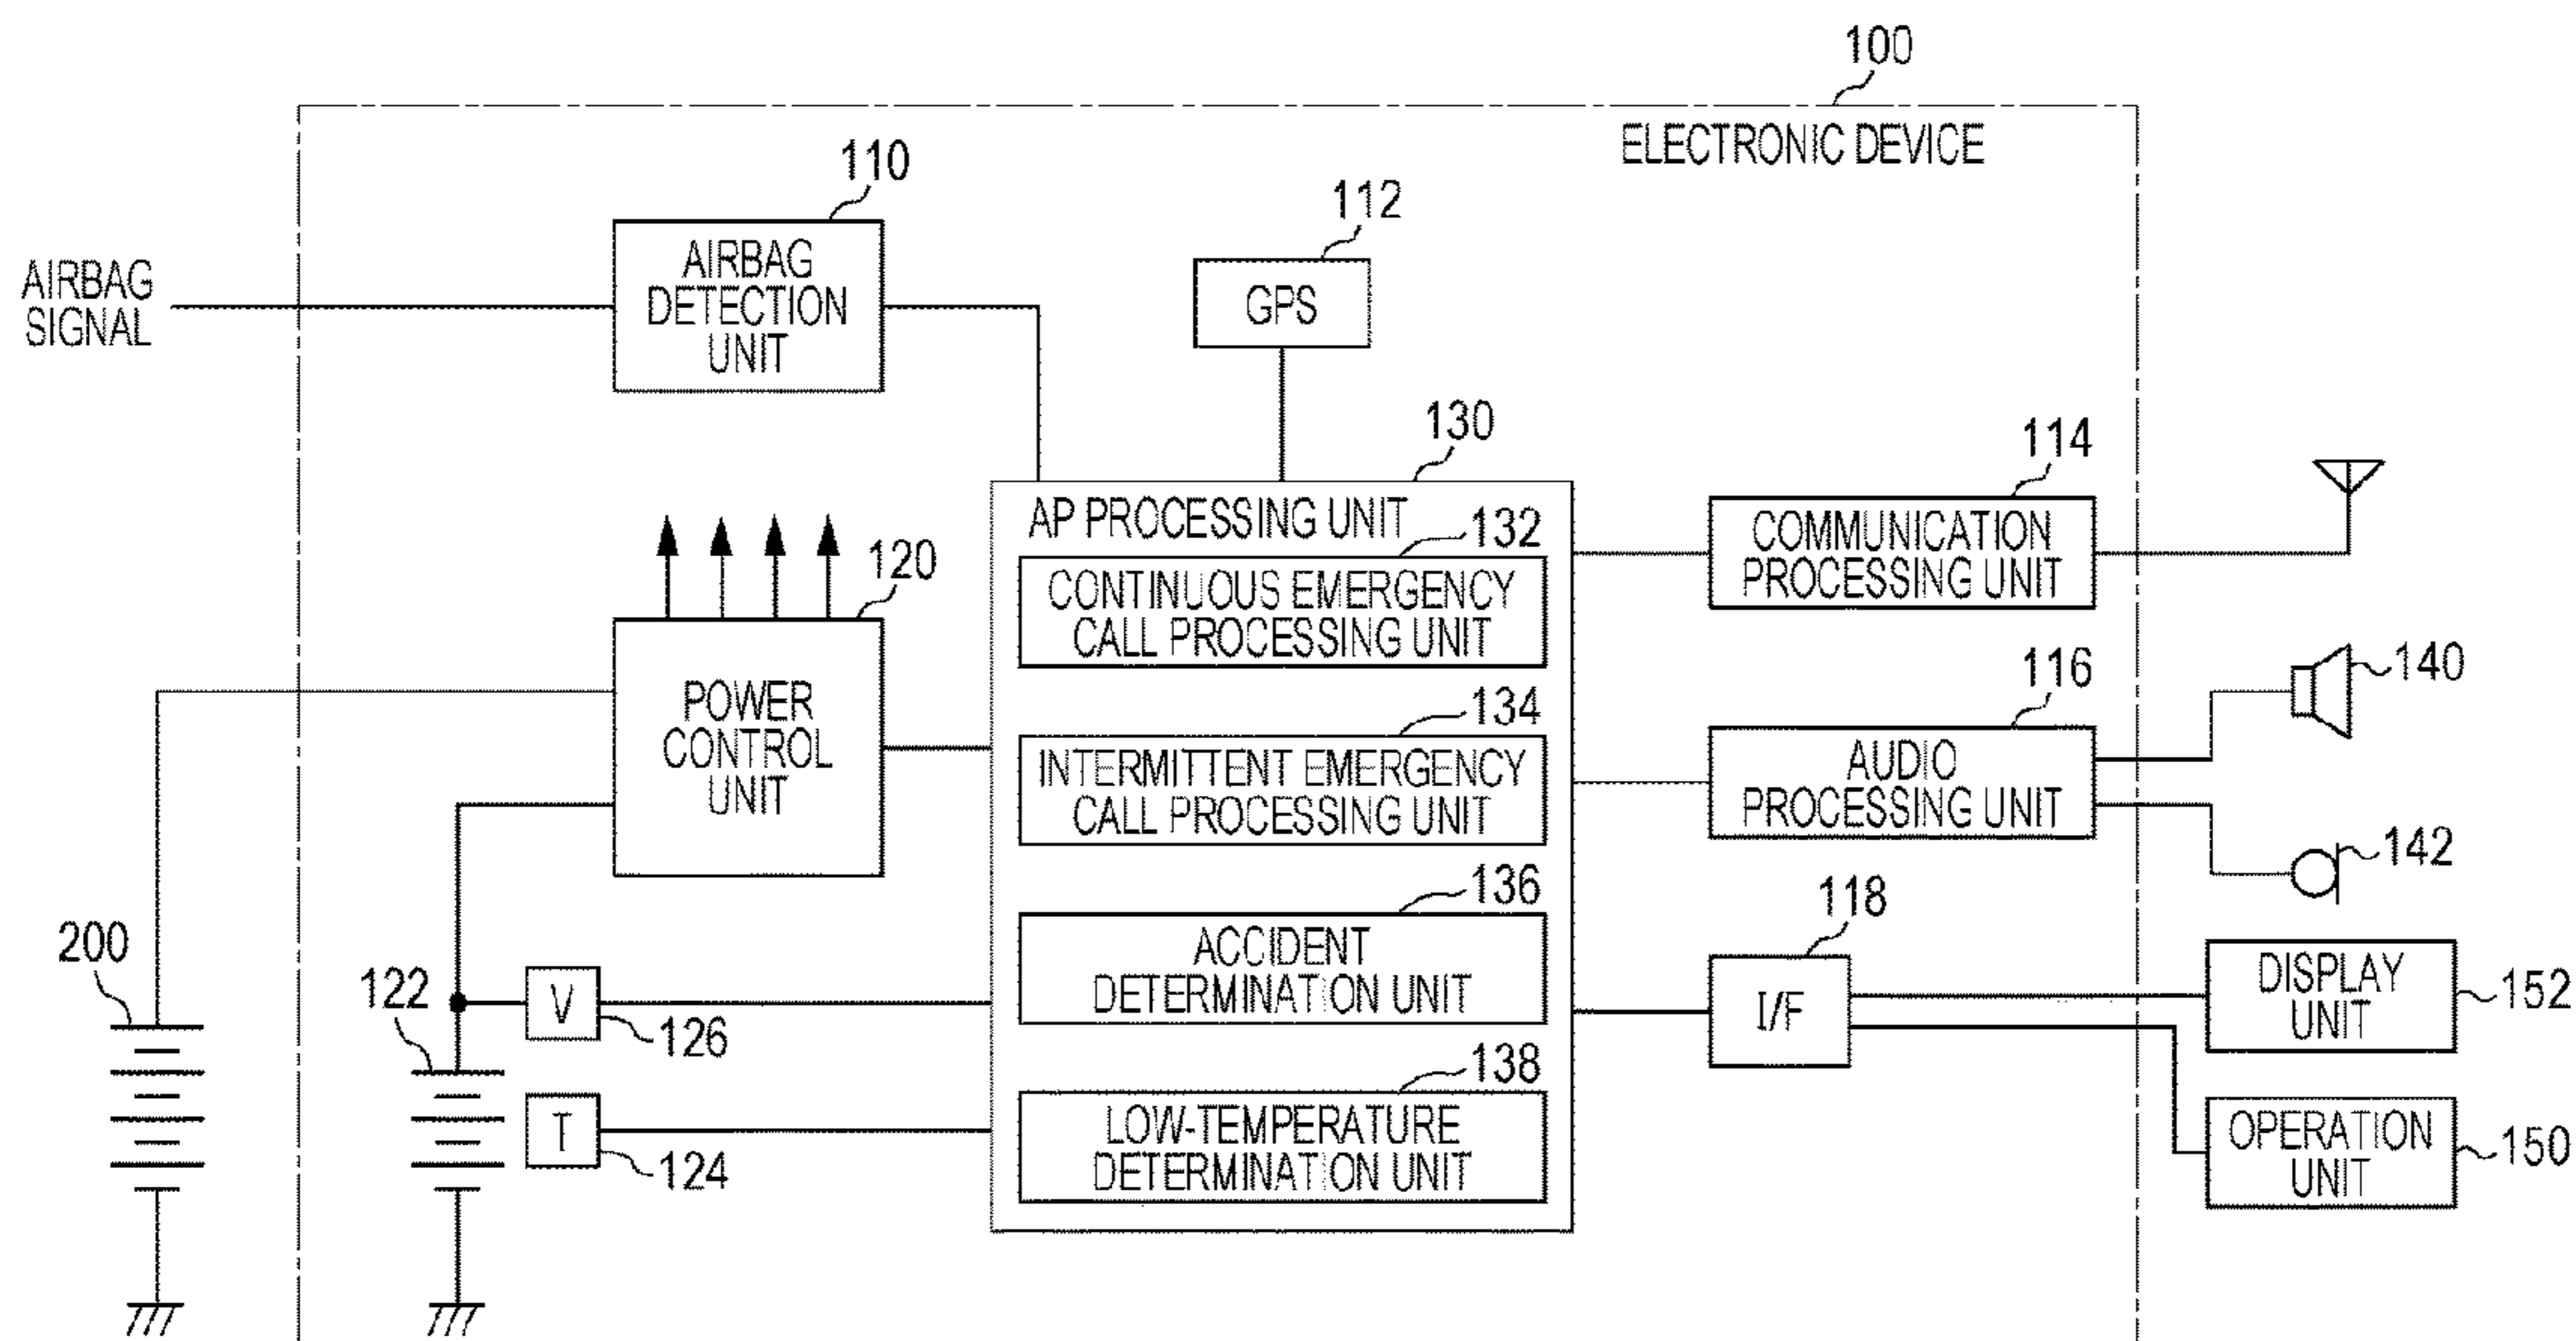 100
ELECTRONIC DEVICE
110
AIRBAG
DETECTION
UNIT
AIRBAG
SIGNAL
112
GPS
130
AP PROCESSING UNIT
132
CONTINUOUS EMERGENCY
CALL PROCESSING UNIT
134
INTERMITTENT EMERGENCY
CALL PROCESSING UNIT
136
ACCIDENT
DETERMINATION UNIT
138
LOW-TEMPERATURE
DETERMINATION UNIT
120
POWER
CONTROL
UNIT
200
122
V
126
T
124
114
COMMUNICATION
PROCESSING UNIT
116
AUDIO
PROCESSING UNIT
140
142
118
I/F
DISPLAY
UNIT
152
OPERATION
UNIT
150